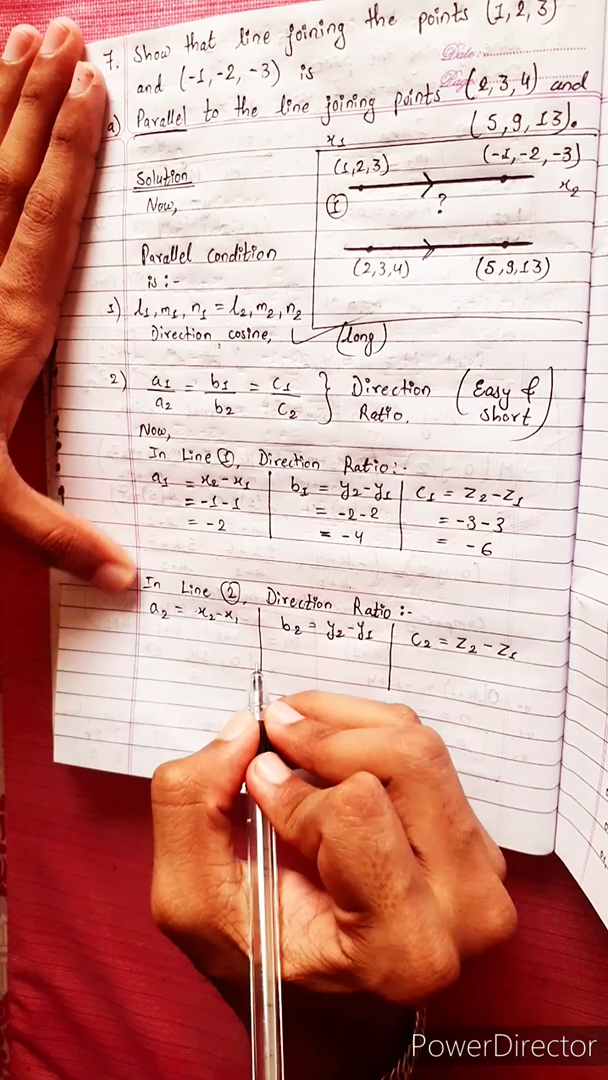 7. Show that line joining the points (1,2,3)
Date:
and (-1,-2,-3) is
a) Parallel to the line joining points (2,3,4) and
(5,9,13).
Solution
Now,
x₁
(1,2,3) (-1,-2,-3)
x₂
① ?
(2,3,4) (5,9,13)
Parallel condition
is :-
1) l₁, m₁, n₁ = l₂, m₂, n₂
Direction cosine, (long)
2) a₁/a₂ = b₁/b₂ = c₁/c₂ } Direction Ratio. (Easy & short)
Now,
In Line ①, Direction Ratio:-
a₁ = x₂-x₁ | b₁ = y₂-y₁ | c₁ = z₂-z₁
= -1-1 | = -2-2 | = -3-3
= -2 | = -4 | = -6
In Line ②, Direction Ratio :-
a₂ = x₂-x₁ | b₂ = y₂-y₁ | c₂ = z₂-z₁
PowerDirector